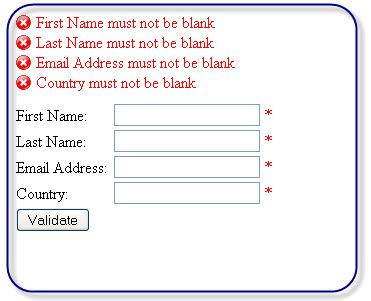 First Name must not be blank
Last Name must not be blank
Email Address must not be blank
Country must not be blank
First Name: *
Last Name: *
Email Address: *
Country: *
Validate